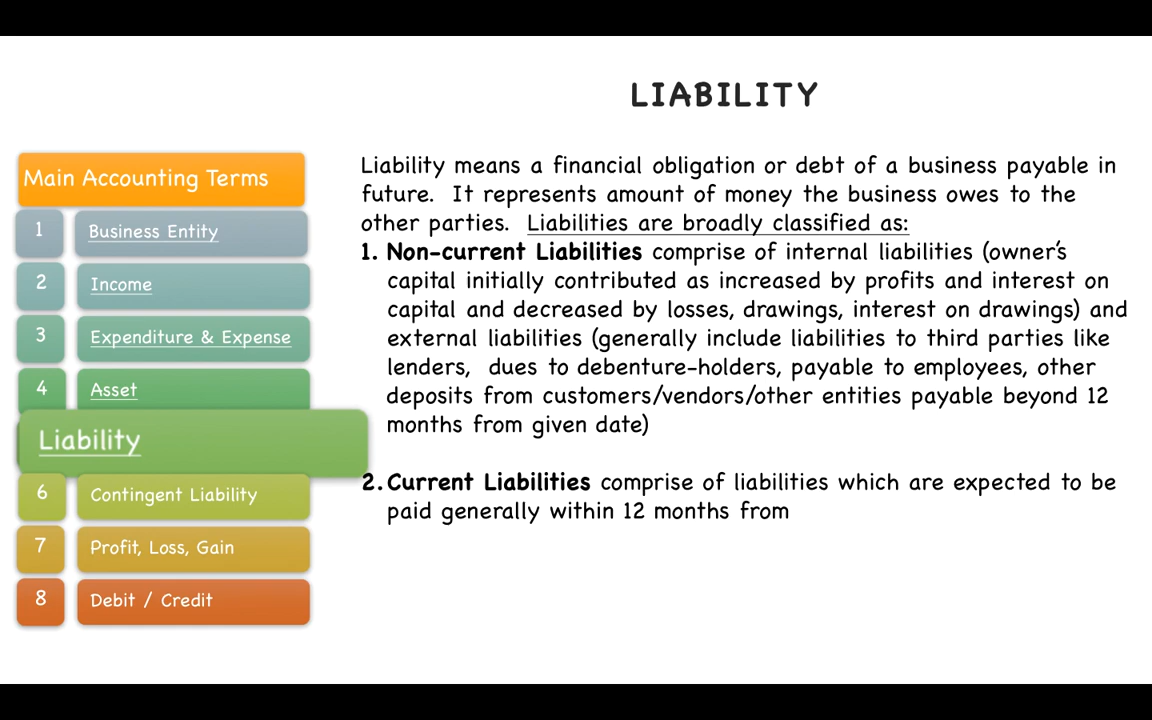 LIABILITY
Main Accounting Terms
1 Business Entity
2 Income
3 Expenditure & Expense
4 Asset
Liability
6 Contingent Liability
7 Profit, Loss, Gain
8 Debit / Credit
Liability means a financial obligation or debt of a business payable in
future. It represents amount of money the business owes to the
other parties. Liabilities are broadly classified as:
1. Non-current Liabilities comprise of internal liabilities (owner's
capital initially contributed as increased by profits and interest on
capital and decreased by losses, drawings, interest on drawings) and
external liabilities (generally include liabilities to third parties like
lenders, dues to debenture-holders, payable to employees, other
deposits from customers/vendors/other entities payable beyond 12
months from given date)
2. Current Liabilities comprise of liabilities which are expected to be
paid generally within 12 months from